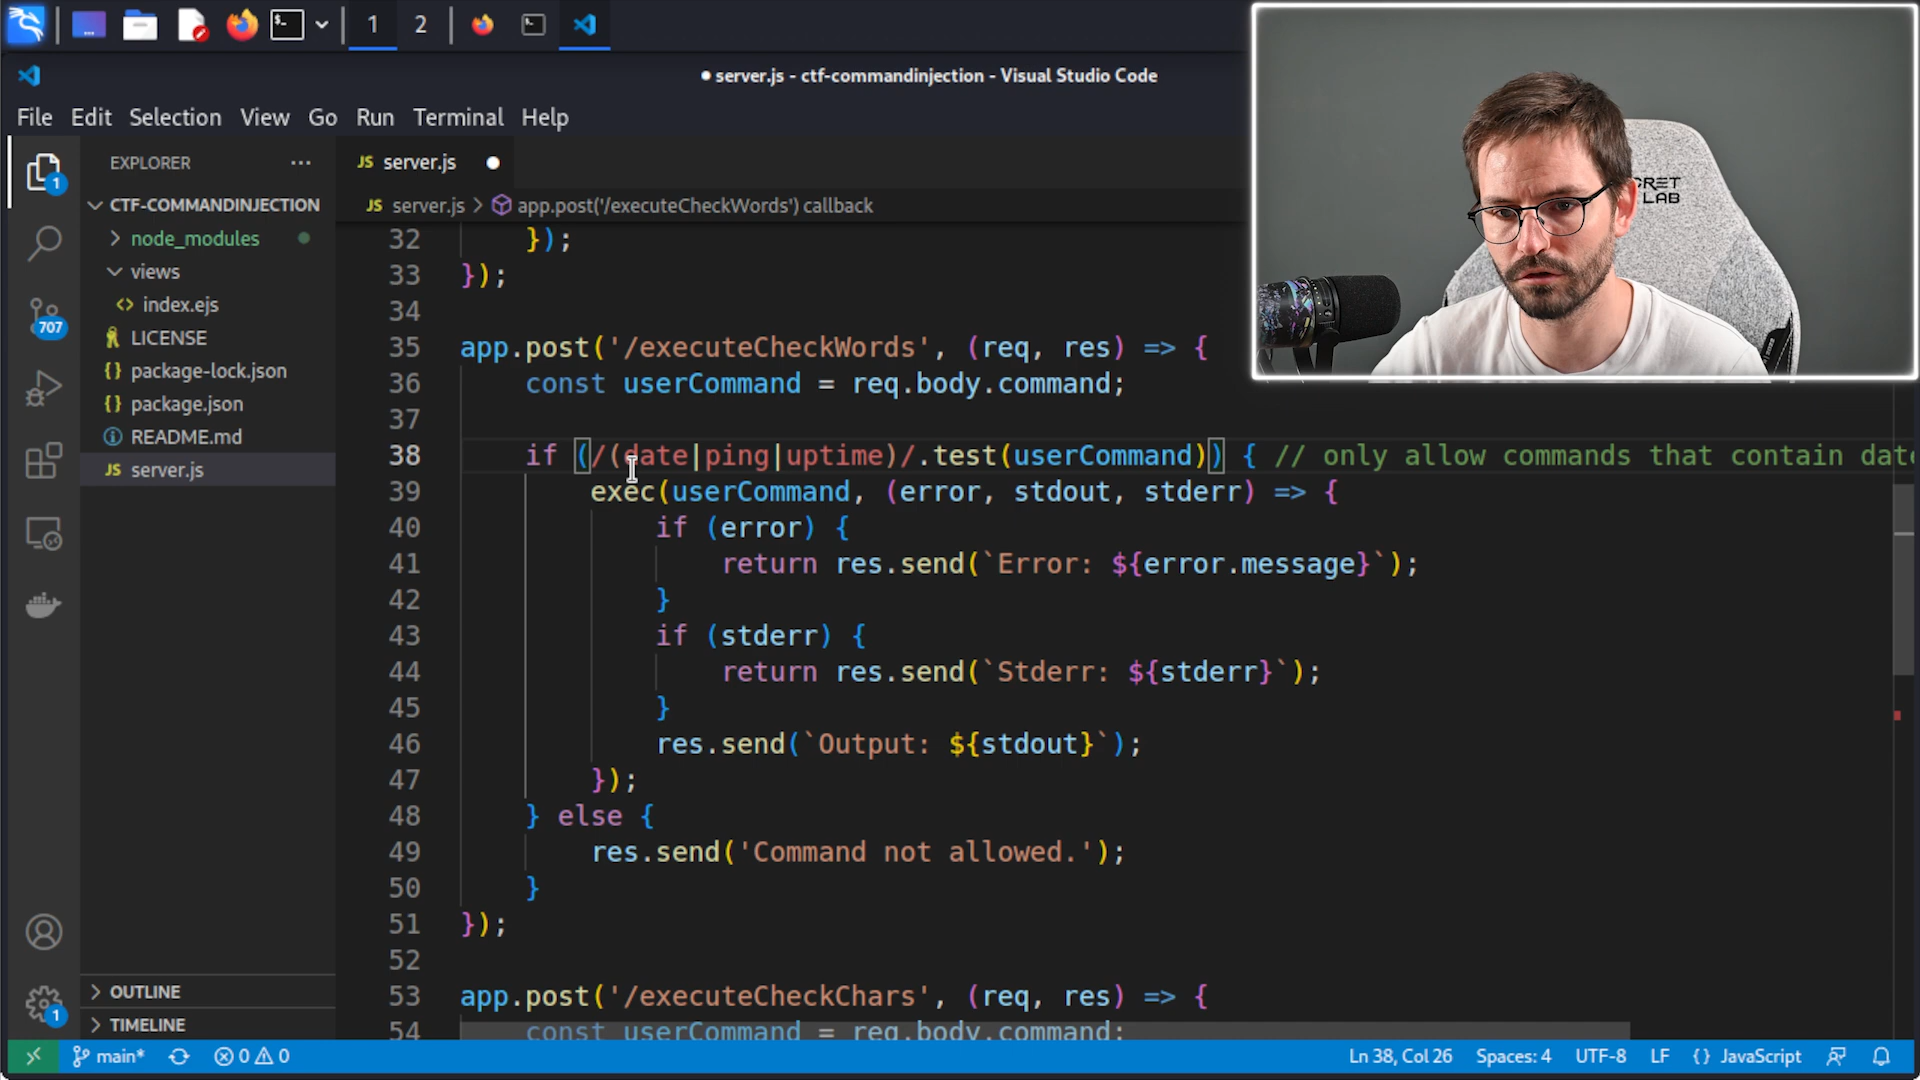 1
2
server.js - ctf-commandinjection - Visual Studio Code
File Edit Selection View Go Run Terminal Help
EXPLORER
1
JS server.js
CTF-COMMANDINJECTION
JS server.js > app.post('/executeCheckWords') callback
node_modules
views
<> index.ejs
LICENSE
{} package-lock.json
{} package.json
README.md
JS server.js
707
32 });
33 });
34
35 app.post('/executeCheckWords', (req, res) => {
36 const userCommand = req.body.command;
37
38 if (/(date|ping|uptime)/.test(userCommand)) { // only allow commands that contain dat
39 exec(userCommand, (error, stdout, stderr) => {
40 if (error) {
41 return res.send(`Error: ${error.message}`);
42 }
43 if (stderr) {
44 return res.send(`Stderr: ${stderr}`);
45 }
46 res.send(`Output: ${stdout}`);
47 });
48 } else {
49 res.send('Command not allowed.');
50 }
51 });
52
53 app.post('/executeCheckChars', (req, res) => {
54 const userCommand = req.body.command;
OUTLINE
TIMELINE
1
main* 0 0
Ln 38, Col 26 Spaces: 4 UTF-8 LF {} JavaScript
LAB